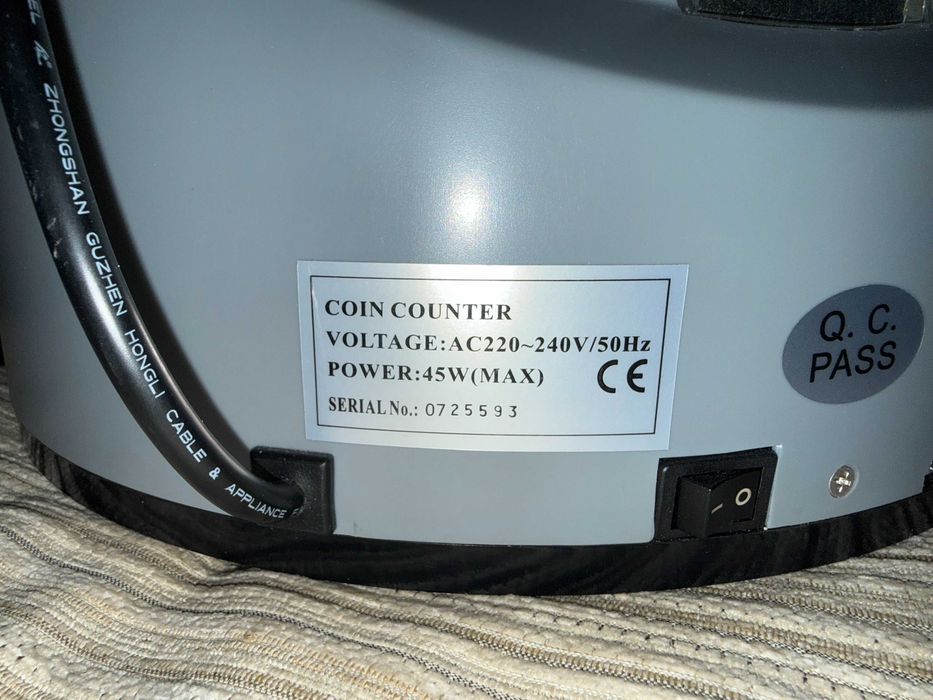 EL
ZHONGSHAN GUZHEN HONGLI CABLE & APPLIANCE
COIN COUNTER
VOLTAGE:AC220~240V/50Hz
POWER:45W(MAX)
CE
SERIAL No.: 0725593
Q. C.
PASS